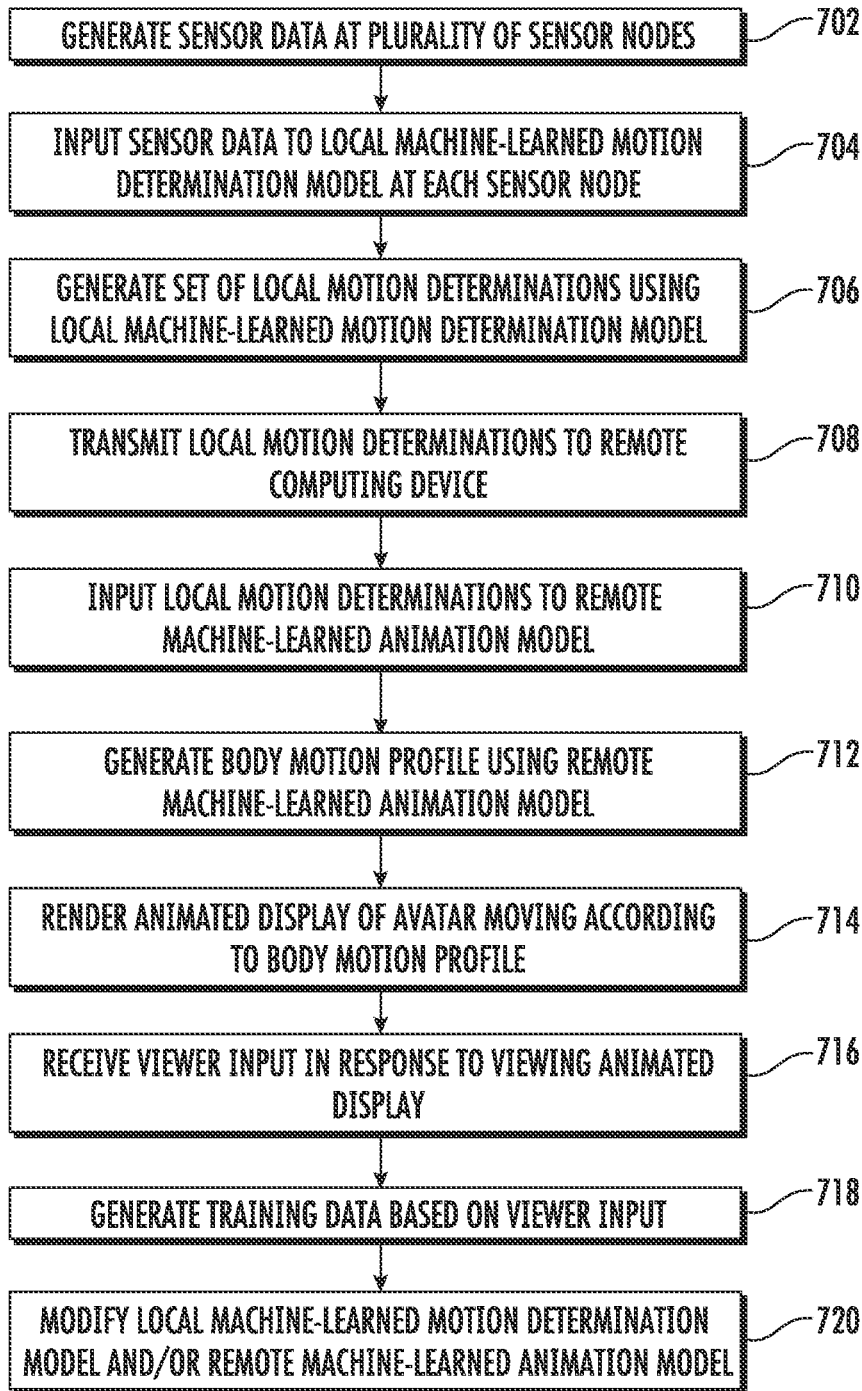 GENERATE SENSOR DATA AT PLURALITY OF SENSOR NODES
702
INPUT SENSOR DATA TO LOCAL MACHINE-LEARNED MOTION
DETERMINATION MODEL AT EACH SENSOR NODE
704
GENERATE SET OF LOCAL MOTION DETERMINATIONS USING
LOCAL MACHINE-LEARNED MOTION DETERMINATION MODEL
706
TRANSMIT LOCAL MOTION DETERMINATIONS TO REMOTE
COMPUTING DEVICE
708
INPUT LOCAL MOTION DETERMINATIONS TO REMOTE
MACHINE-LEARNED ANIMATION MODEL
710
GENERATE BODY MOTION PROFILE USING REMOTE
MACHINE-LEARNED ANIMATION MODEL
712
RENDER ANIMATED DISPLAY OF AVATAR MOVING ACCORDING
TO BODY MOTION PROFILE
714
RECEIVE VIEWER INPUT IN RESPONSE TO VIEWING ANIMATED
DISPLAY
716
GENERATE TRAINING DATA BASED ON VIEWER INPUT
718
MODIFY LOCAL MACHINE-LEARNED MOTION DETERMINATION
MODEL AND/OR REMOTE MACHINE-LEARNED ANIMATION MODEL
720